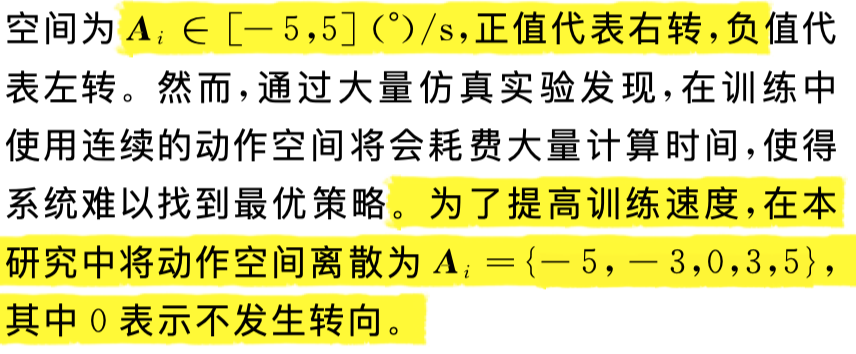 空间为 𝑨ᵢ ∈ [－5,5] (°)/s,正值代表右转,负值代
表左转。然而,通过大量仿真实验发现,在训练中
使用连续的动作空间将会耗费大量计算时间,使得
系统难以找到最优策略。为了提高训练速度,在本
研究中将动作空间离散为 𝑨ᵢ ={－5,－3,0,3,5},
其中 0 表示不发生转向。